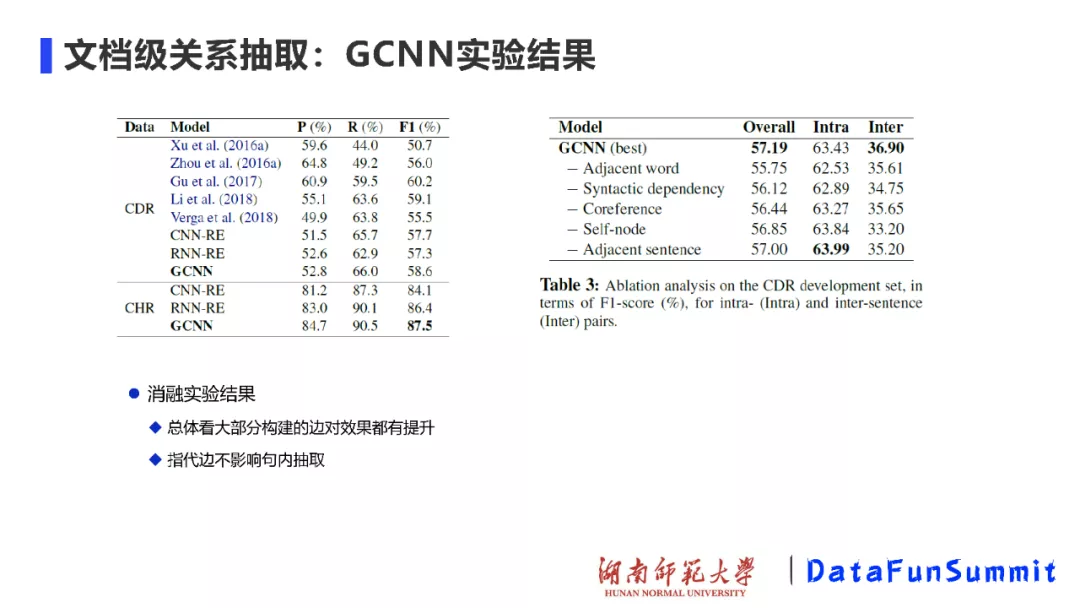 文档级关系抽取：GCNN实验结果
Data Model P (%) R (%) F1 (%)
CDR
Xu et al. (2016a) 59.6 44.0 50.7
Zhou et al. (2016a) 64.8 49.2 56.0
Gu et al. (2017) 60.9 59.5 60.2
Li et al. (2018) 55.1 63.6 59.1
Verga et al. (2018) 49.9 63.8 55.5
CNN-RE 51.5 65.7 57.7
RNN-RE 52.6 62.9 57.3
GCNN 52.8 66.0 58.6
CHR
CNN-RE 81.2 87.3 84.1
RNN-RE 83.0 90.1 86.4
GCNN 84.7 90.5 87.5
Model Overall Intra Inter
GCNN (best) 57.19 63.43 36.90
– Adjacent word 55.75 62.53 35.61
– Syntactic dependency 56.12 62.89 34.75
– Coreference 56.44 63.27 35.65
– Self-node 56.85 63.84 33.20
– Adjacent sentence 57.00 63.99 35.20
Table 3: Ablation analysis on the CDR development set, in
terms of F1-score (%), for intra- (Intra) and inter-sentence
(Inter) pairs.
消融实验结果
总体看大部分构建的边对效果都有提升
指代边不影响句内抽取
湖南师范大学
HUNAN NORMAL UNIVERSITY
DataFunSummit